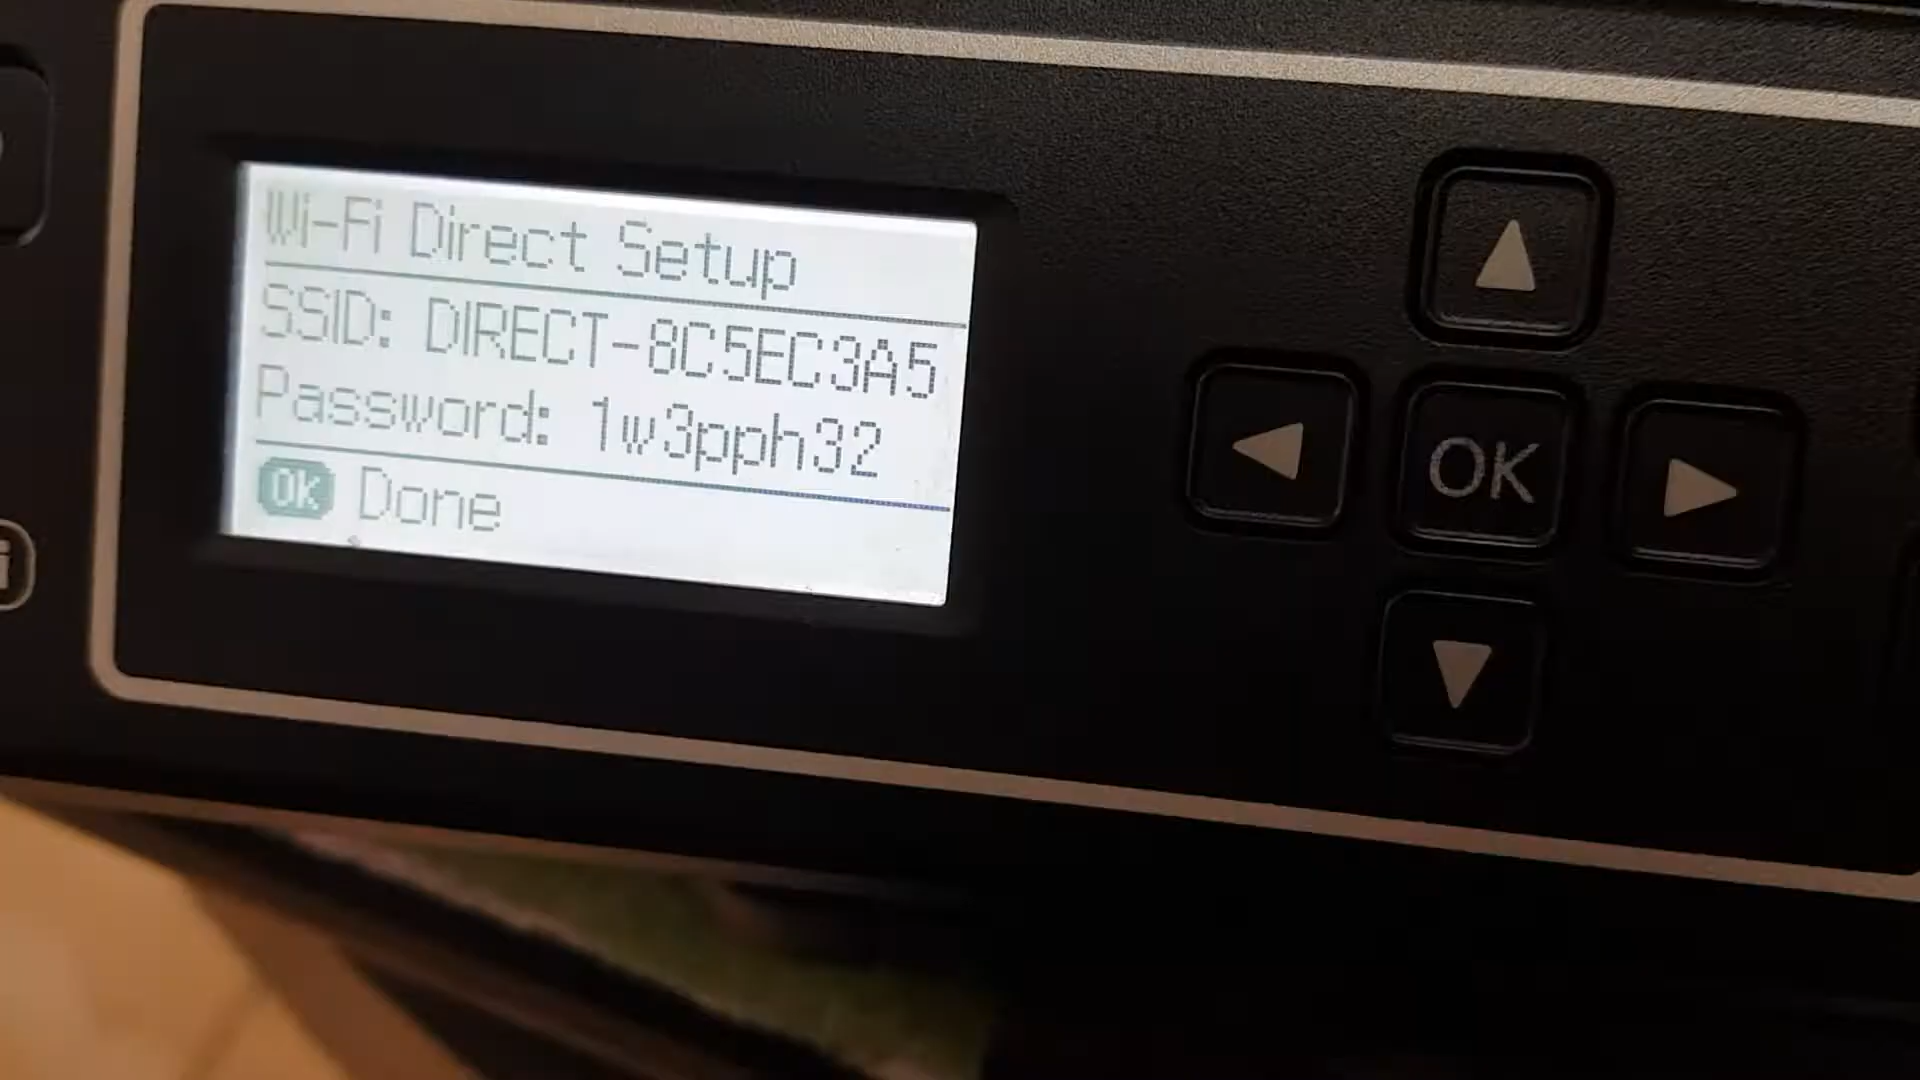 Wi-Fi Direct Setup
SSID: DIRECT-8C5EC3A5
Password: 1w3pph32
OK Done
OK
i